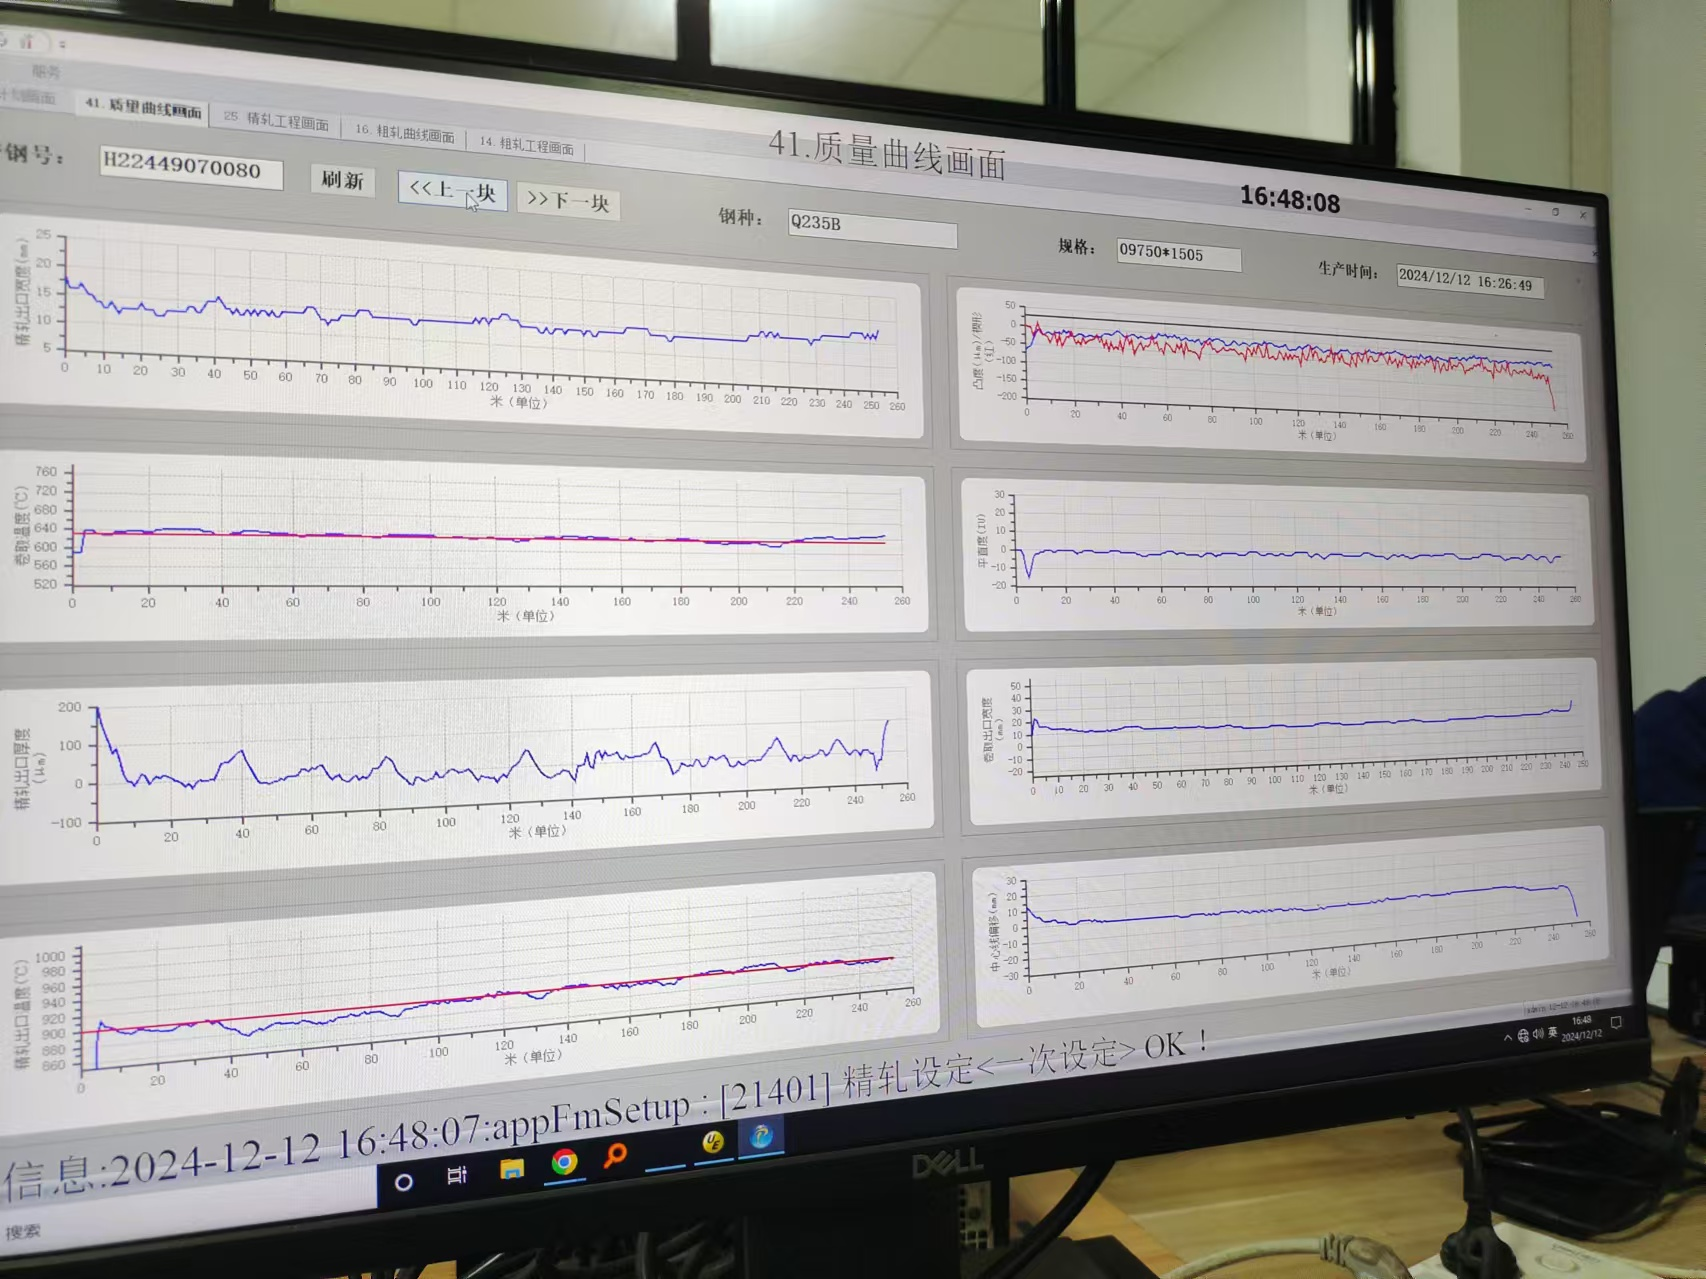 服务
计划画面 41.质量曲线画面 25 精轧工程画面 16.粗轧曲线画面 14.粗轧工程画面
41.质量曲线画面
16:48:08
钢号： H22449070080 刷新 <<上一块 >>下一块 钢种： Q235B 规格： 09750*1505 生产时间： 2024/12/12 16:26:49
精轧出口宽度(mm)
25
20
15
10
5
0 10 20 30 40 50 60 70 80 90 100 110 120 130 140 150 160 170 180 190 200 210 220 230 240 250 260
米（单位）
凸度(μm)/楔形(红)
50
0
-50
-100
-150
-200
0 20 40 60 80 100 120 140 160 180 200 220 240 260
米（单位）
卷取温度(℃)
760
720
680
640
600
560
520
0 20 40 60 80 100 120 140 160 180 200 220 240 260
米（单位）
平直度(IU)
30
20
10
0
-10
-20
0 20 40 60 80 100 120 140 160 180 200 220 240 260
米（单位）
精轧出口厚度(μm)
200
100
0
-100
0 20 40 60 80 100 120 140 160 180 200 220 240 260
米（单位）
卷取出口宽度(mm)
50
40
30
20
10
0
-10
-20
0 10 20 30 40 50 60 70 80 90 100 110 120 130 140 150 160 170 180 190 200 210 220 230 240 250
米（单位）
精轧出口温度(℃)
1000
980
960
940
920
900
880
860
0 20 40 60 80 100 120 140 160 180 200 220 240 260
米（单位）
中心线偏移(mm)
30
20
10
0
-10
-20
-30
0 20 40 60 80 100 120 140 160 180 200 220 240 260
米（单位）
信息:2024-12-12 16:48:07:appFmSetup : [21401] 精轧设定<一次设定> OK !
搜索
UE
英
16:48
2024/12/12
DELL